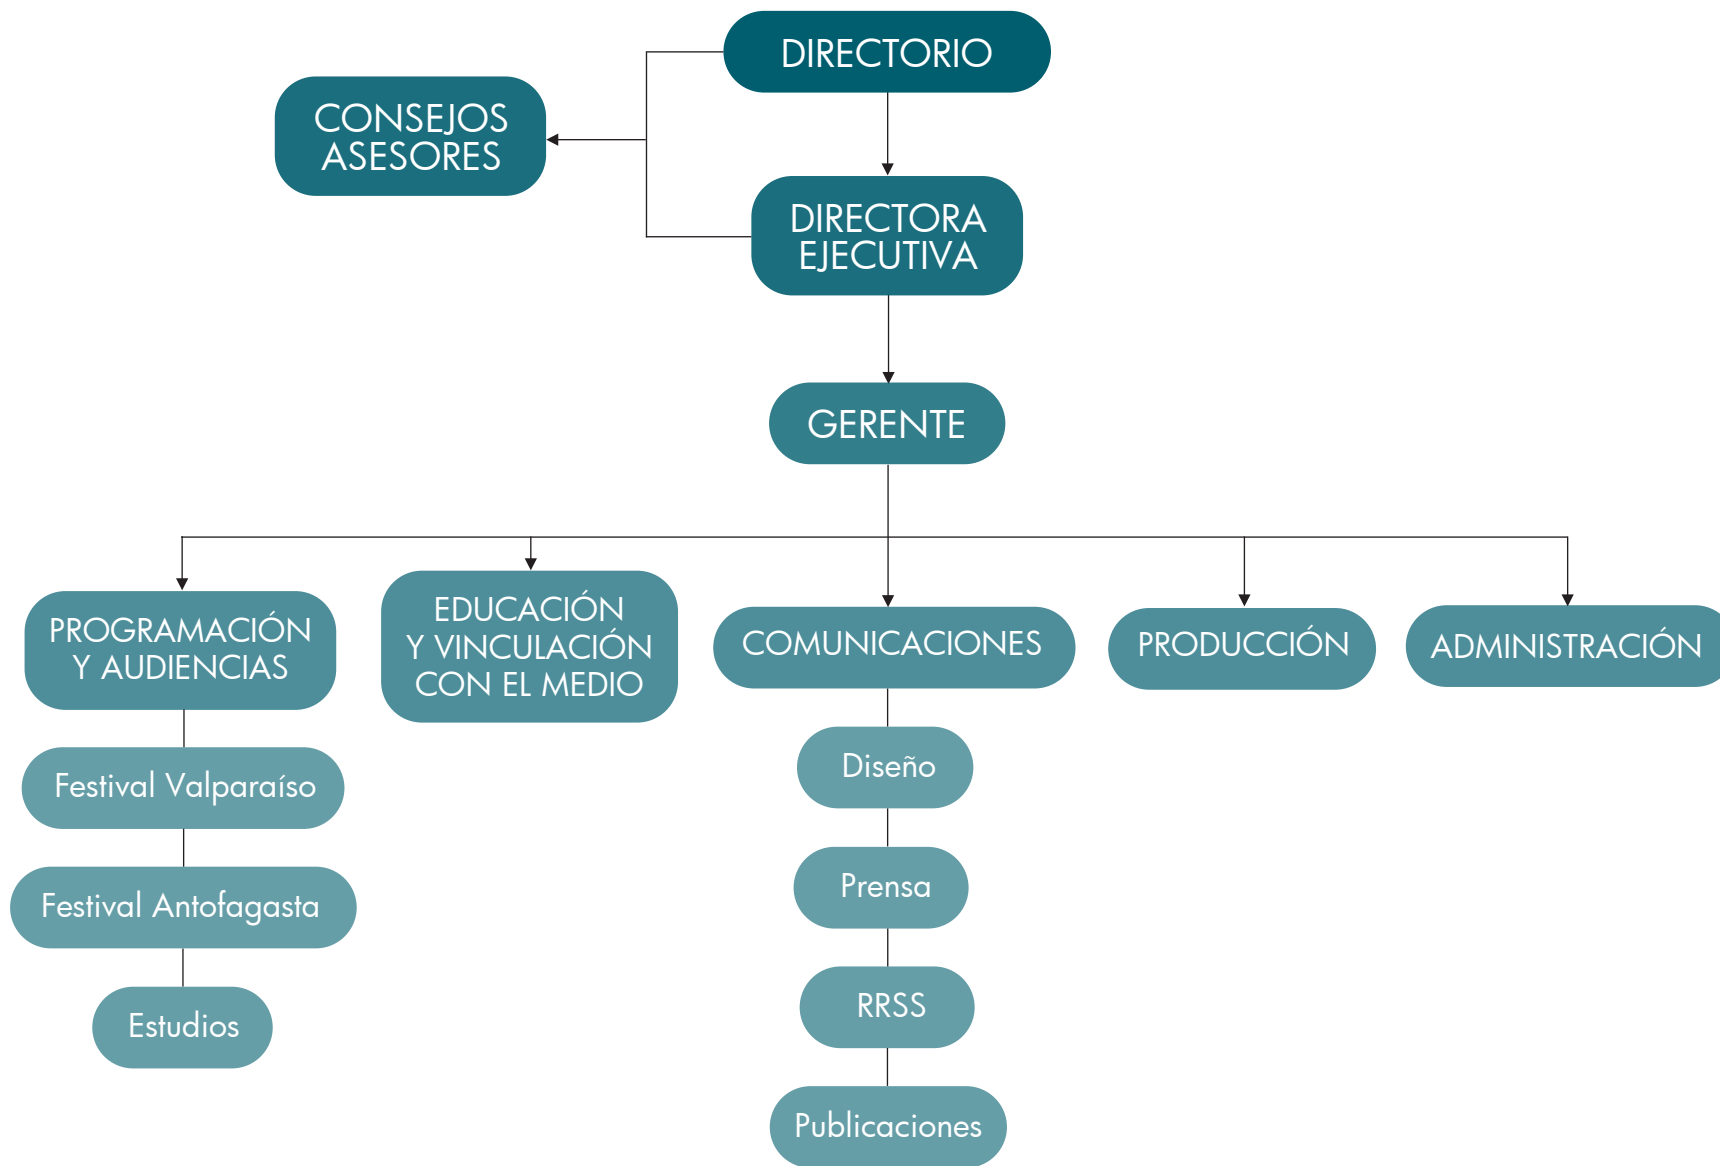 DIRECTORIO
CONSEJOS
ASESORES
DIRECTORA
EJECUTIVA
GERENTE
PROGRAMACIÓN
Y AUDIENCIAS
EDUCACIÓN
Y VINCULACIÓN
CON EL MEDIO
COMUNICACIONES
PRODUCCIÓN
ADMINISTRACIÓN
Festival Valparaíso
Festival Antofagasta
Estudios
Diseño
Prensa
RRSS
Publicaciones